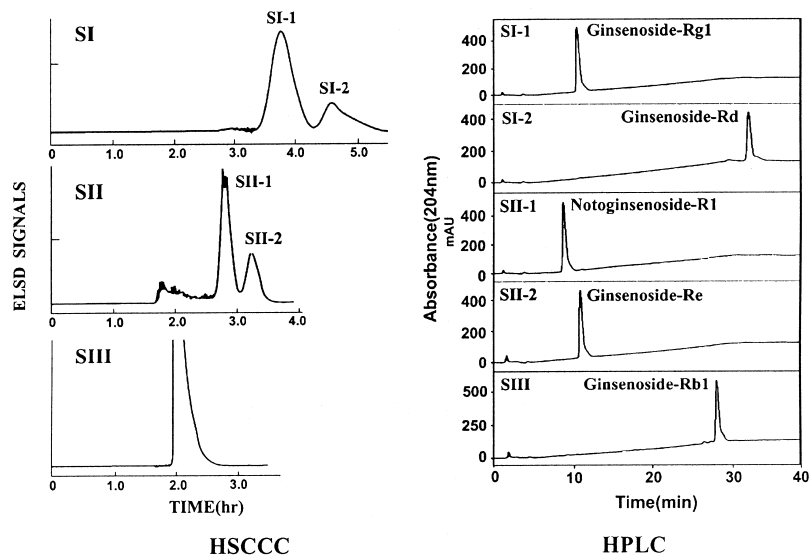 SI
SI-1
SI-2
0 1.0 2.0 3.0 4.0 5.0
SII
SII-1
SII-2
0 1.0 2.0 3.0 4.0
SIII
0 1.0 2.0 3.0
TIME(hr)
ELSD SIGNALS
HSCCC
SI-1 Ginsenoside-Rg1
400
200
0
SI-2 Ginsenoside-Rd
400
200
0
SII-1 Notoginsenoside-R1
400
200
0
SII-2 Ginsenoside-Re
400
200
0
SIII Ginsenoside-Rb1
500
250
0
0 10 20 30 40
Time(min)
Absorbance(204nm)
mAU
HPLC